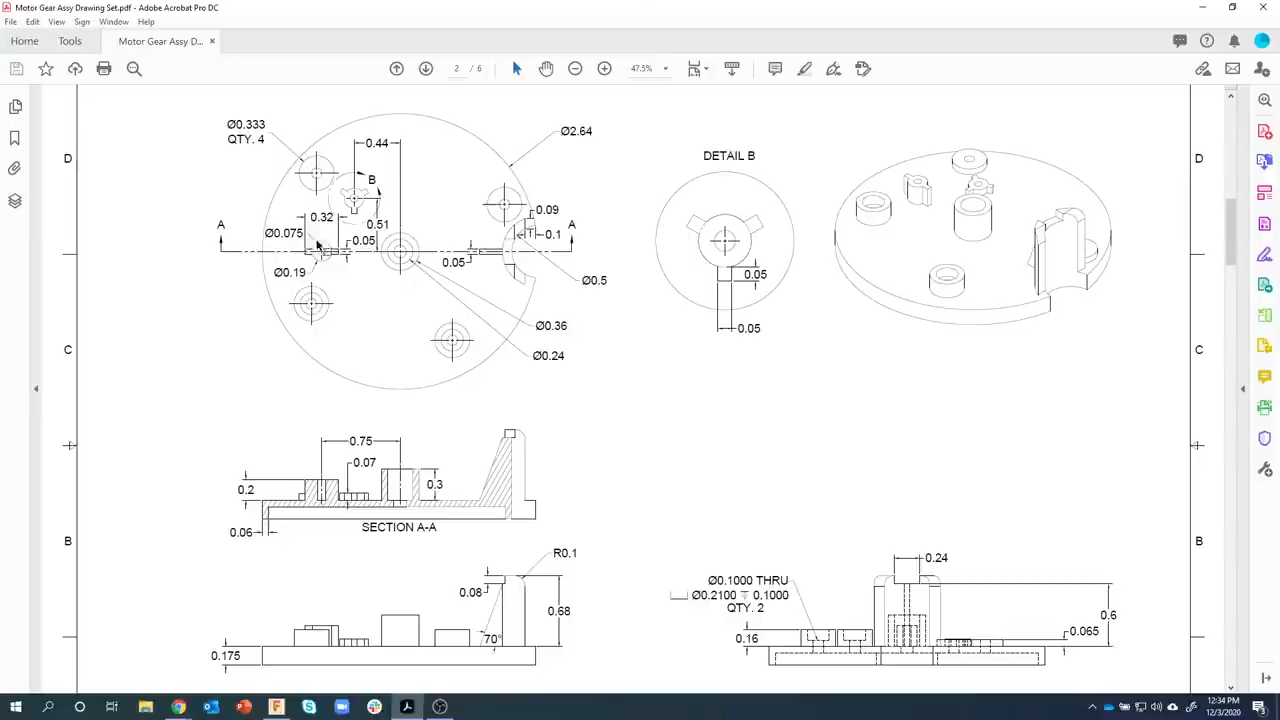 Motor Gear Assy Drawing Set.pdf - Adobe Acrobat Pro DC
File Edit View Sign Window Help
Home Tools Motor Gear Assy D... ×
2 / 6 47.5%
D
Ø0.333
QTY. 4
0.44
Ø2.64
B
DETAIL B
D
A
0.32
0.51
0.09
A
Ø0.075
0.05
0.1
0.05
Ø0.19
0.05
Ø0.5
Ø0.36
0.05
C
Ø0.24
C
0.75
0.07
0.2
0.3
0.06
SECTION A-A
B
B
R0.1
0.24
0.08
0.68
Ø0.1000 THRU
Ø0.2100 ↧ 0.1000
QTY. 2
0.6
70°
0.16
0.065
0.175
12:34 PM
12/3/2020